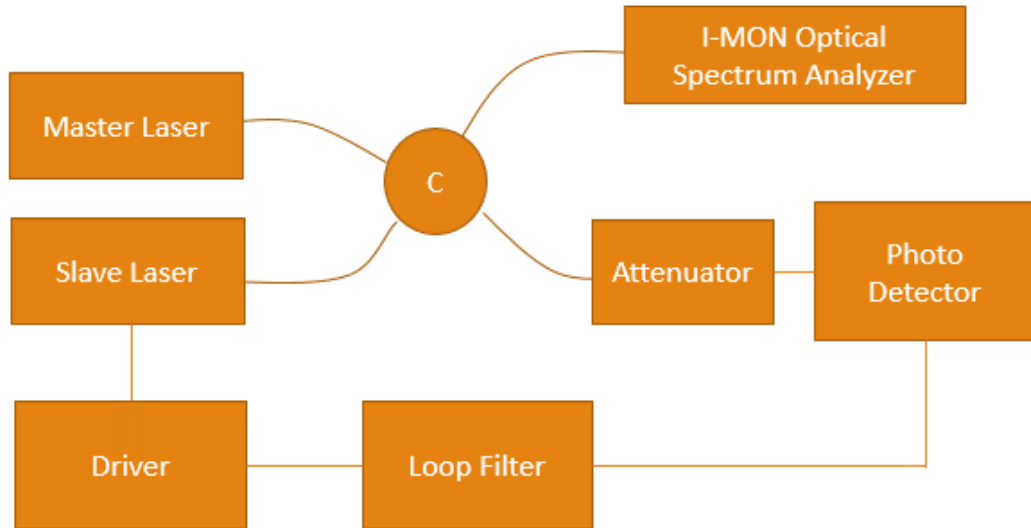 I-MON Optical
Spectrum Analyzer
Master Laser
C
Slave Laser
Attenuator
Photo
Detector
Driver
Loop Filter